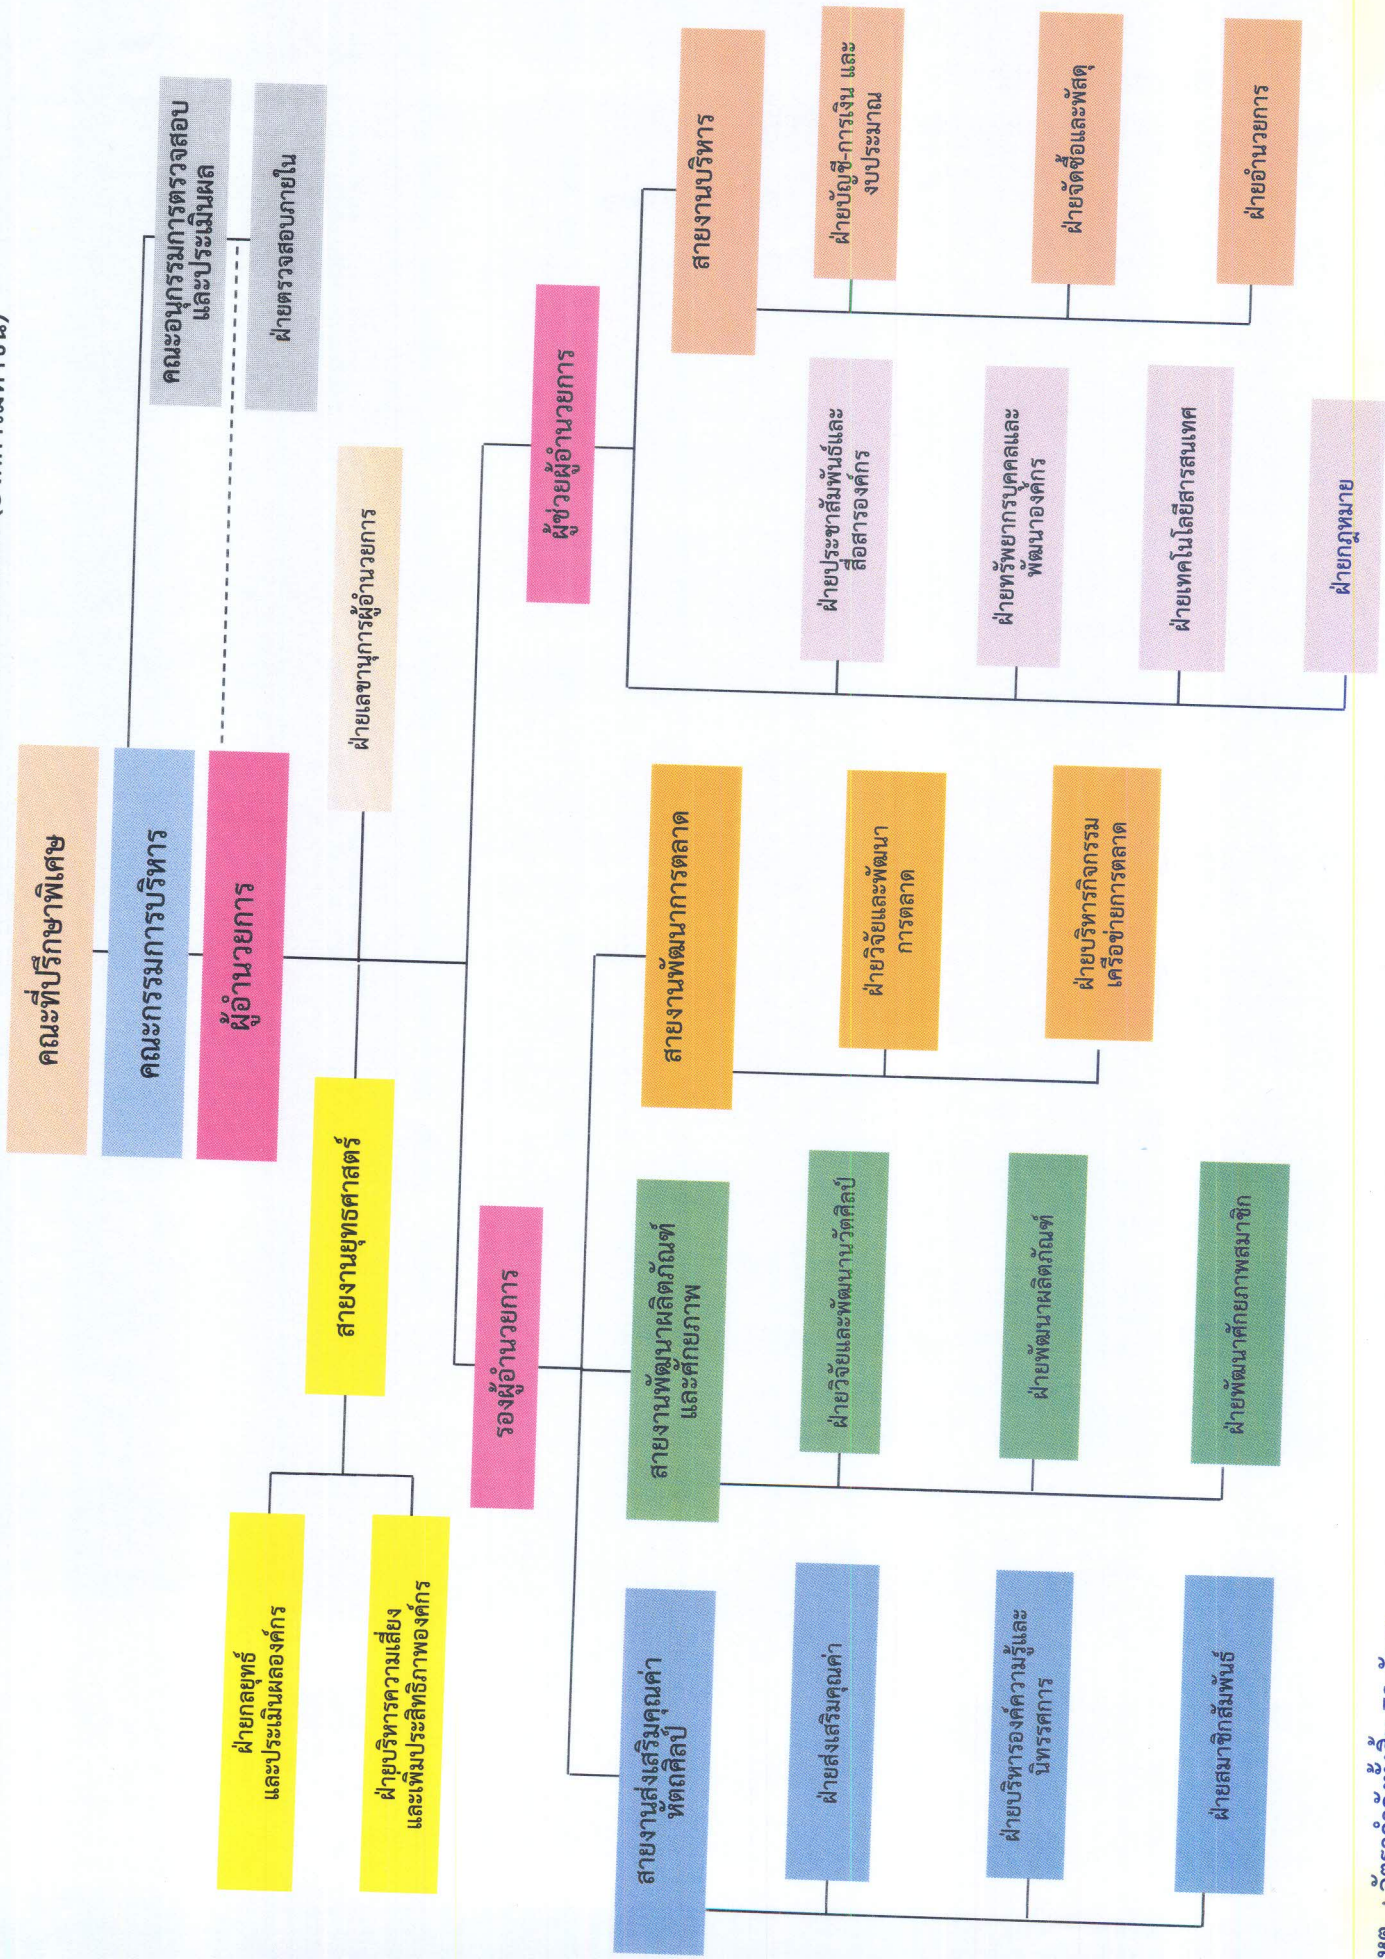 (องค์การมหาชน)
คณะที่ปรึกษาพิเศษ
คณะกรรมการบริหาร
คณะอนุกรรมการตรวจสอบ
และประเมินผล
ผู้อำนวยการ
ฝ่ายตรวจสอบภายใน
ฝ่ายเลขานุการผู้อำนวยการ
สายงานยุทธศาสตร์
ฝ่ายกลยุทธ์
และประเมินผลองค์กร
ฝ่ายบริหารความเสี่ยง
และเพิ่มประสิทธิภาพองค์กร
รองผู้อำนวยการ
ผู้ช่วยผู้อำนวยการ
สายงานส่งเสริมคุณค่า
หัตถศิลป์
ฝ่ายส่งเสริมคุณค่า
ฝ่ายบริหารองค์ความรู้และ
นิทรรศการ
ฝ่ายสมาชิกสัมพันธ์
สายงานพัฒนาผลิตภัณฑ์
และศักยภาพ
ฝ่ายวิจัยและพัฒนานวัตศิลป์
ฝ่ายพัฒนาผลิตภัณฑ์
ฝ่ายพัฒนาศักยภาพสมาชิก
สายงานพัฒนาการตลาด
ฝ่ายวิจัยและพัฒนา
การตลาด
ฝ่ายบริหารกิจกรรม
เครือข่ายการตลาด
ฝ่ายประชาสัมพันธ์และ
สื่อสารองค์กร
ฝ่ายทรัพยากรบุคคลและ
พัฒนาองค์กร
ฝ่ายเทคโนโลยีสารสนเทศ
ฝ่ายกฎหมาย
สายงานบริหาร
ฝ่ายบัญชี-การเงิน และ
งบประมาณ
ฝ่ายจัดซื้อและพัสดุ
ฝ่ายอำนวยการ